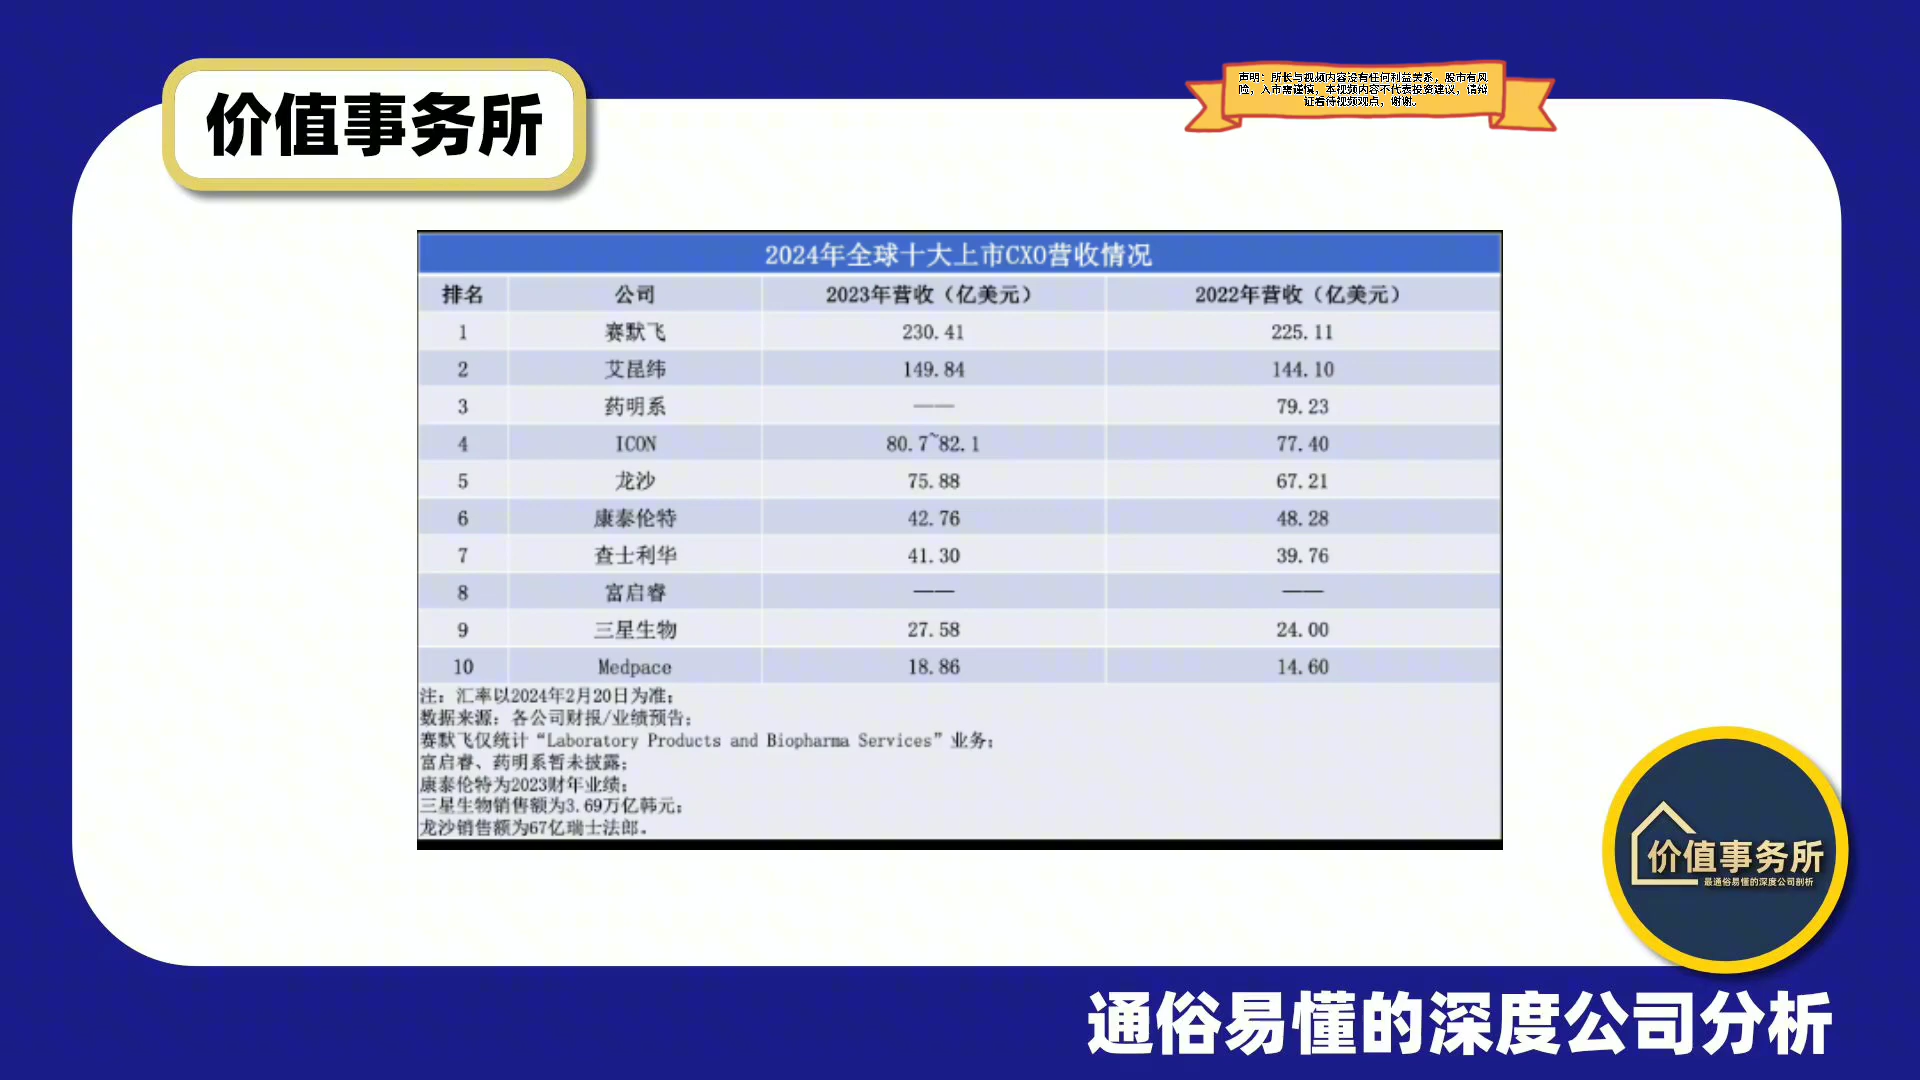 价值事务所
声明：所长与视频内容没有任何利益关系，股市有风
险，入市需谨慎，本视频内容不代表投资建议，请辩
证看待视频观点，谢谢。
2024年全球十大上市CXO营收情况
排名 公司 2023年营收（亿美元） 2022年营收（亿美元）
1 赛默飞 230.41 225.11
2 艾昆纬 149.84 144.10
3 药明系 —— 79.23
4 ICON 80.7~82.1 77.40
5 龙沙 75.88 67.21
6 康泰伦特 42.76 48.28
7 查士利华 41.30 39.76
8 富启睿 —— ——
9 三星生物 27.58 24.00
10 Medpace 18.86 14.60
注：汇率以2024年2月20日为准；
数据来源：各公司财报/业绩预告；
赛默飞仅统计“Laboratory Products and Biopharma Services”业务；
富启睿、药明系暂未披露；
康泰伦特为2023财年业绩；
三星生物销售额为3.69万亿韩元；
龙沙销售额为67亿瑞士法郎。
价值事务所
最通俗易懂的深度公司剖析
通俗易懂的深度公司分析